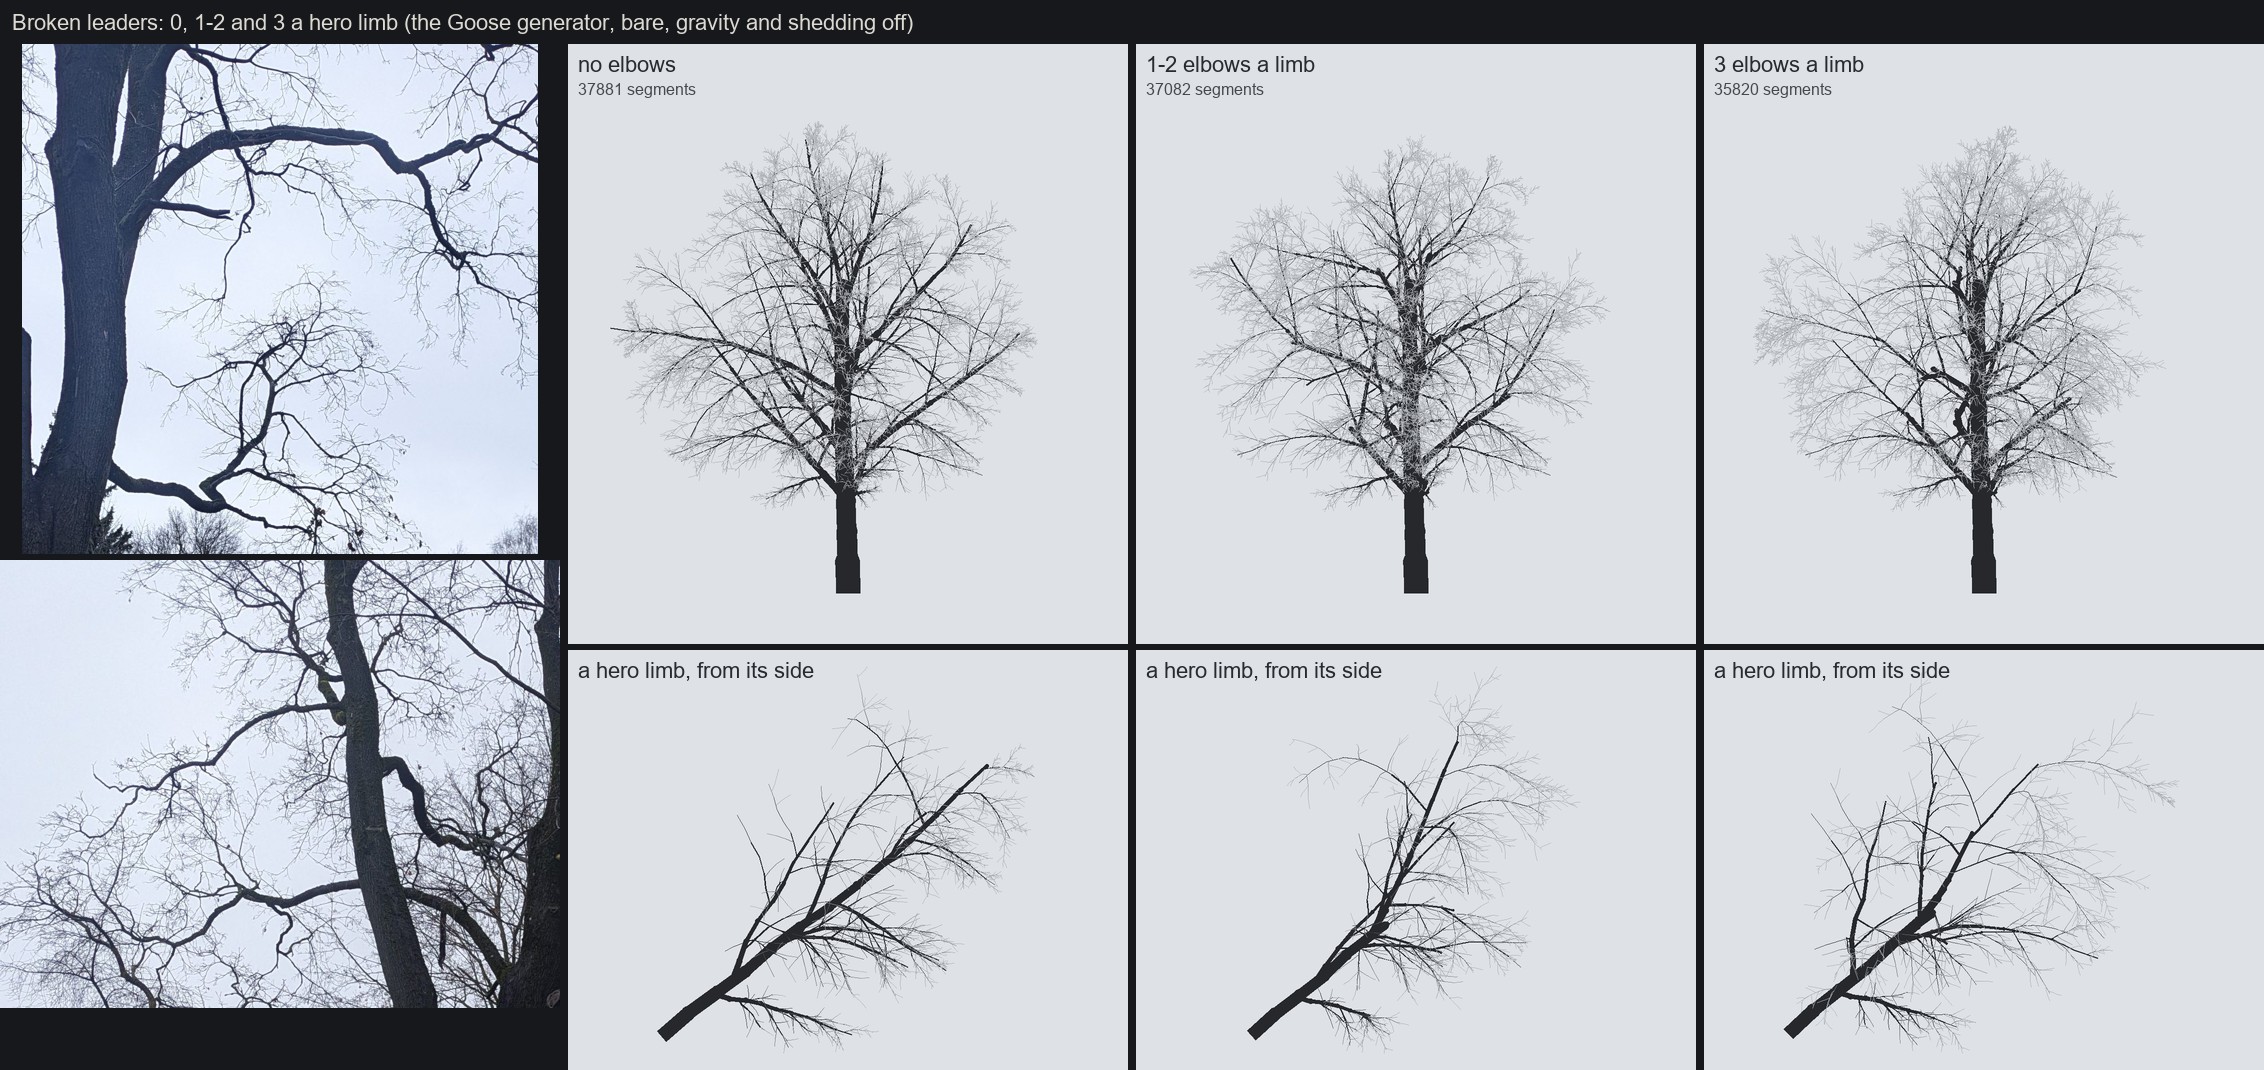 Broken leaders: 0, 1-2 and 3 a hero limb (the Goose generator, bare, gravity and shedding off)
no elbows
37881 segments
1-2 elbows a limb
37082 segments
3 elbows a limb
35820 segments
a hero limb, from its side
a hero limb, from its side
a hero limb, from its side